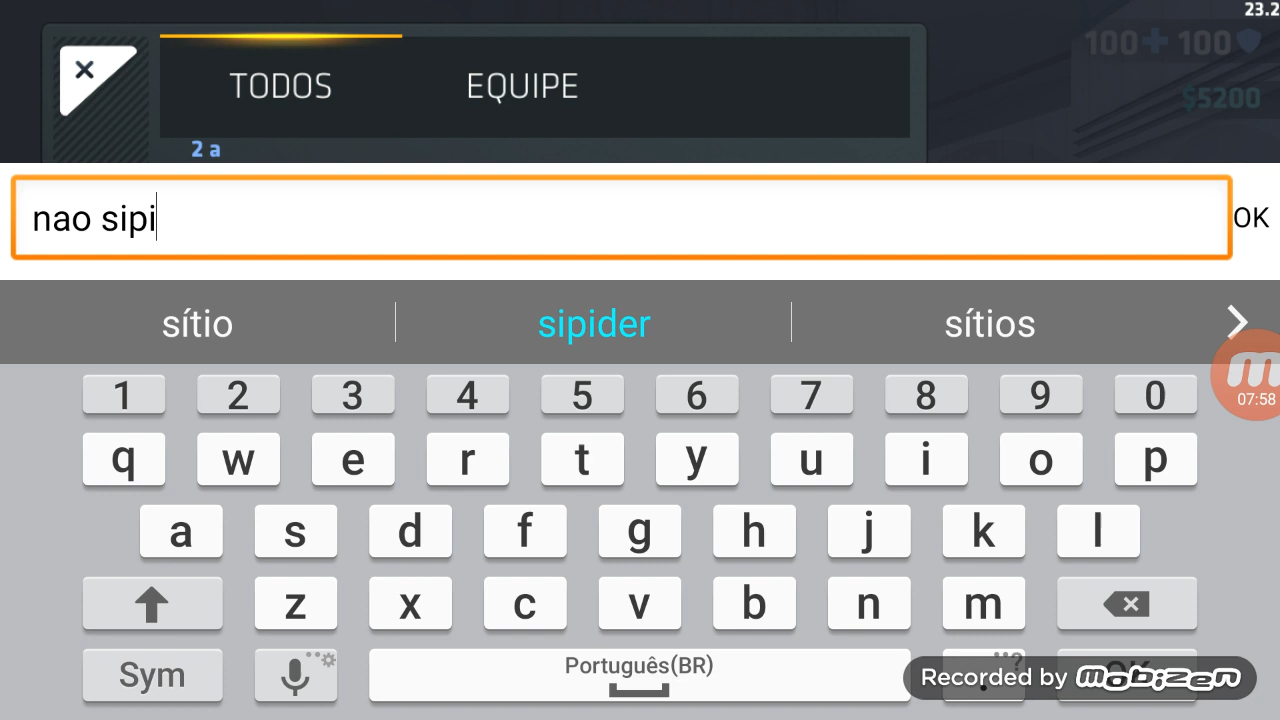 23.2
100 100
TODOS EQUIPE
$5200
2 a
nao sipi
OK
sítio sipider sítios
07:58
1 2 3 4 5 6 7 8 9 0
q w e r t y u i o p
a s d f g h j k l
z x c v b n m
Sym Português(BR)
Recorded by mobizen